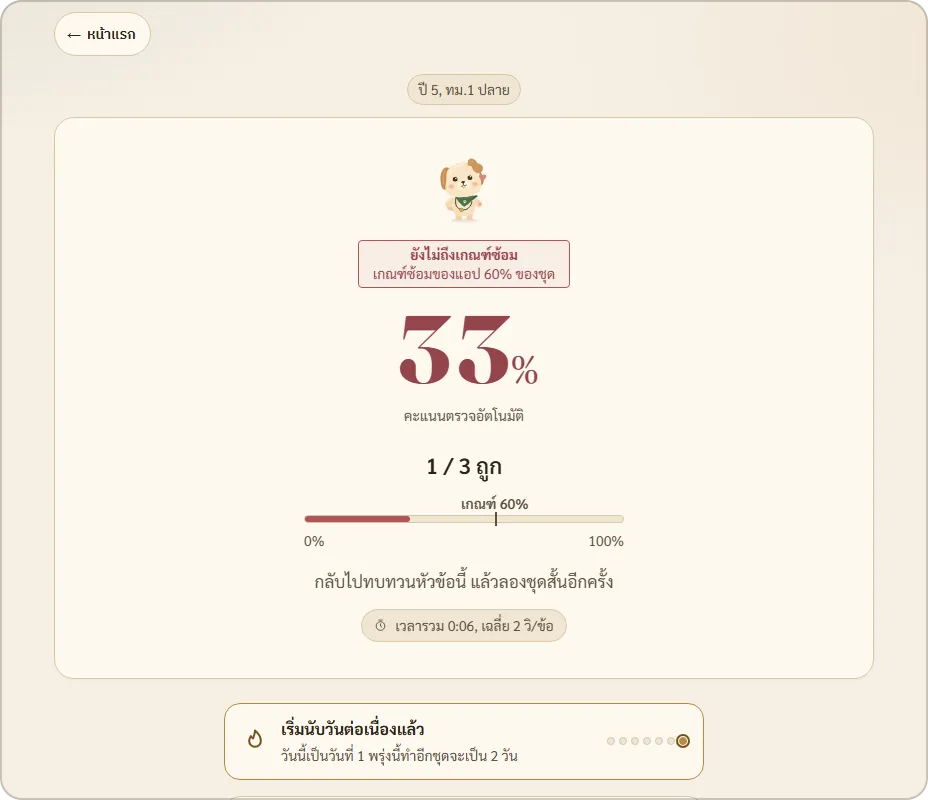 ← หน้าแรก
ปี 5, ทม.1 ปลาย
ยังไม่ถึงเกณฑ์ซ้อม
เกณฑ์ซ้อมของแอป 60% ของชุด
33%
คะแนนตรวจอัตโนมัติ
1 / 3 ถูก
เกณฑ์ 60%
0% 100%
กลับไปทบทวนหัวข้อนี้ แล้วลองชุดสั้นอีกครั้ง
เวลารวม 0:06, เฉลี่ย 2 วิ/ข้อ
เริ่มนับวันต่อเนื่องแล้ว
วันนี้เป็นวันที่ 1 พรุ่งนี้ทำอีกชุดจะเป็น 2 วัน